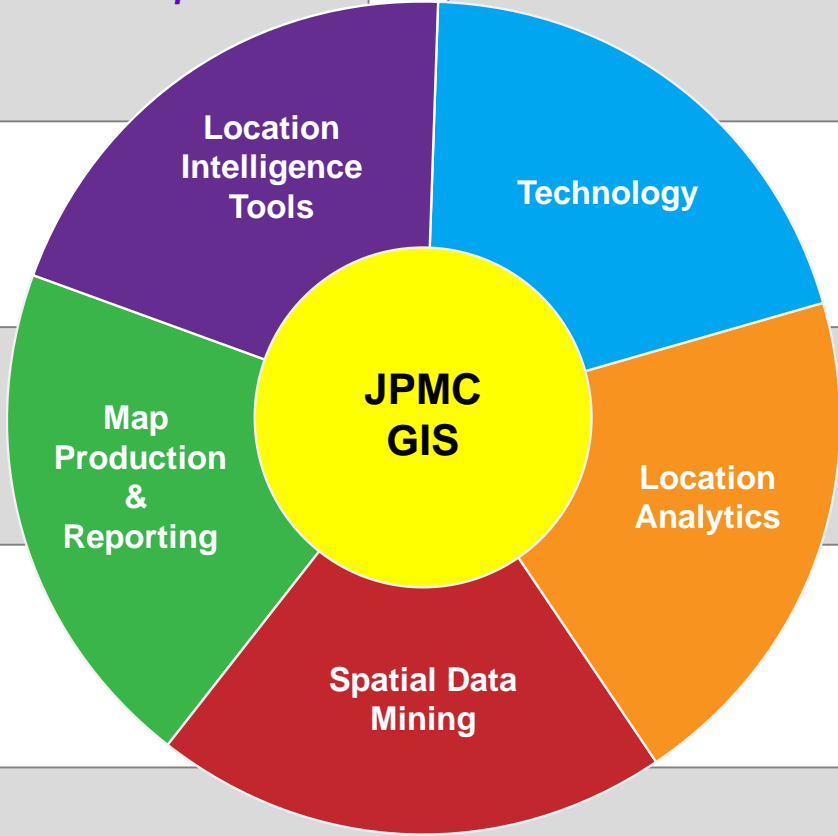 Location
Intelligence
Tools
Technology
JPMC
GIS
Map
Production
&
Reporting
Location
Analytics
Spatial Data
Mining